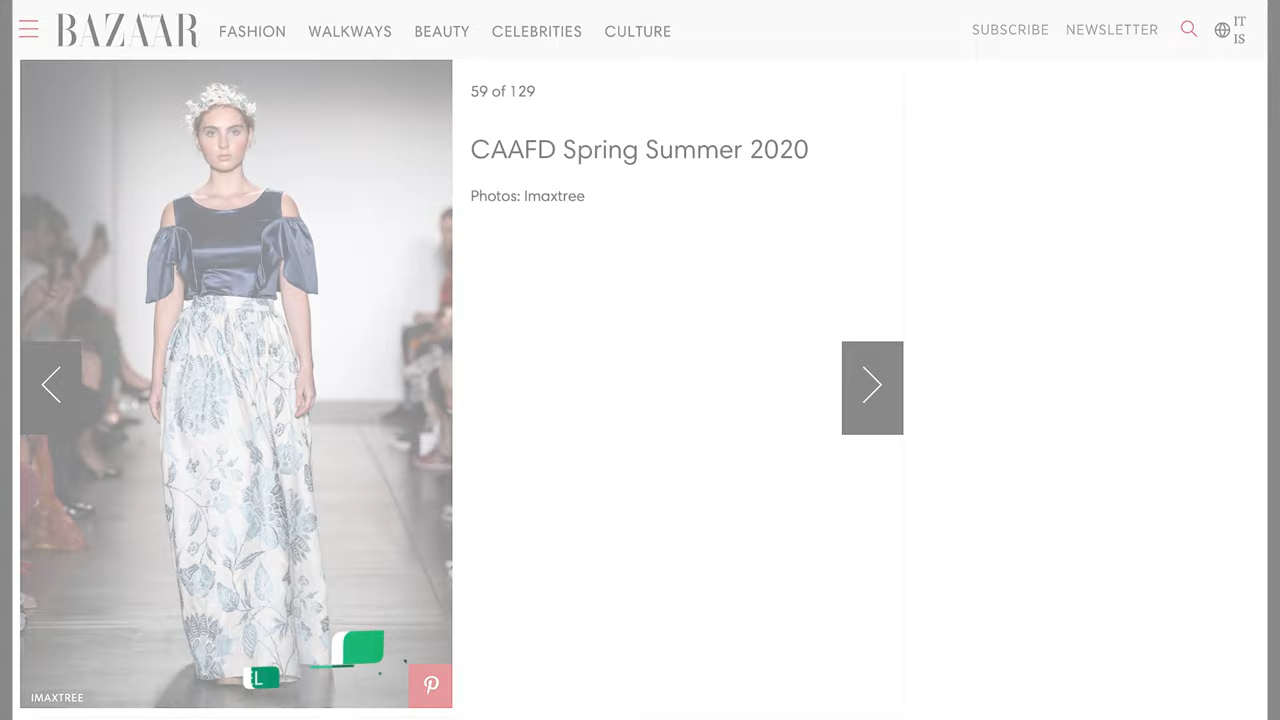 Harper's
BAZAAR
FASHION WALKWAYS BEAUTY CELEBRITIES CULTURE
SUBSCRIBE NEWSLETTER
IT
IS
59 of 129
CAAFD Spring Summer 2020
Photos: Imaxtree
IMAXTREE